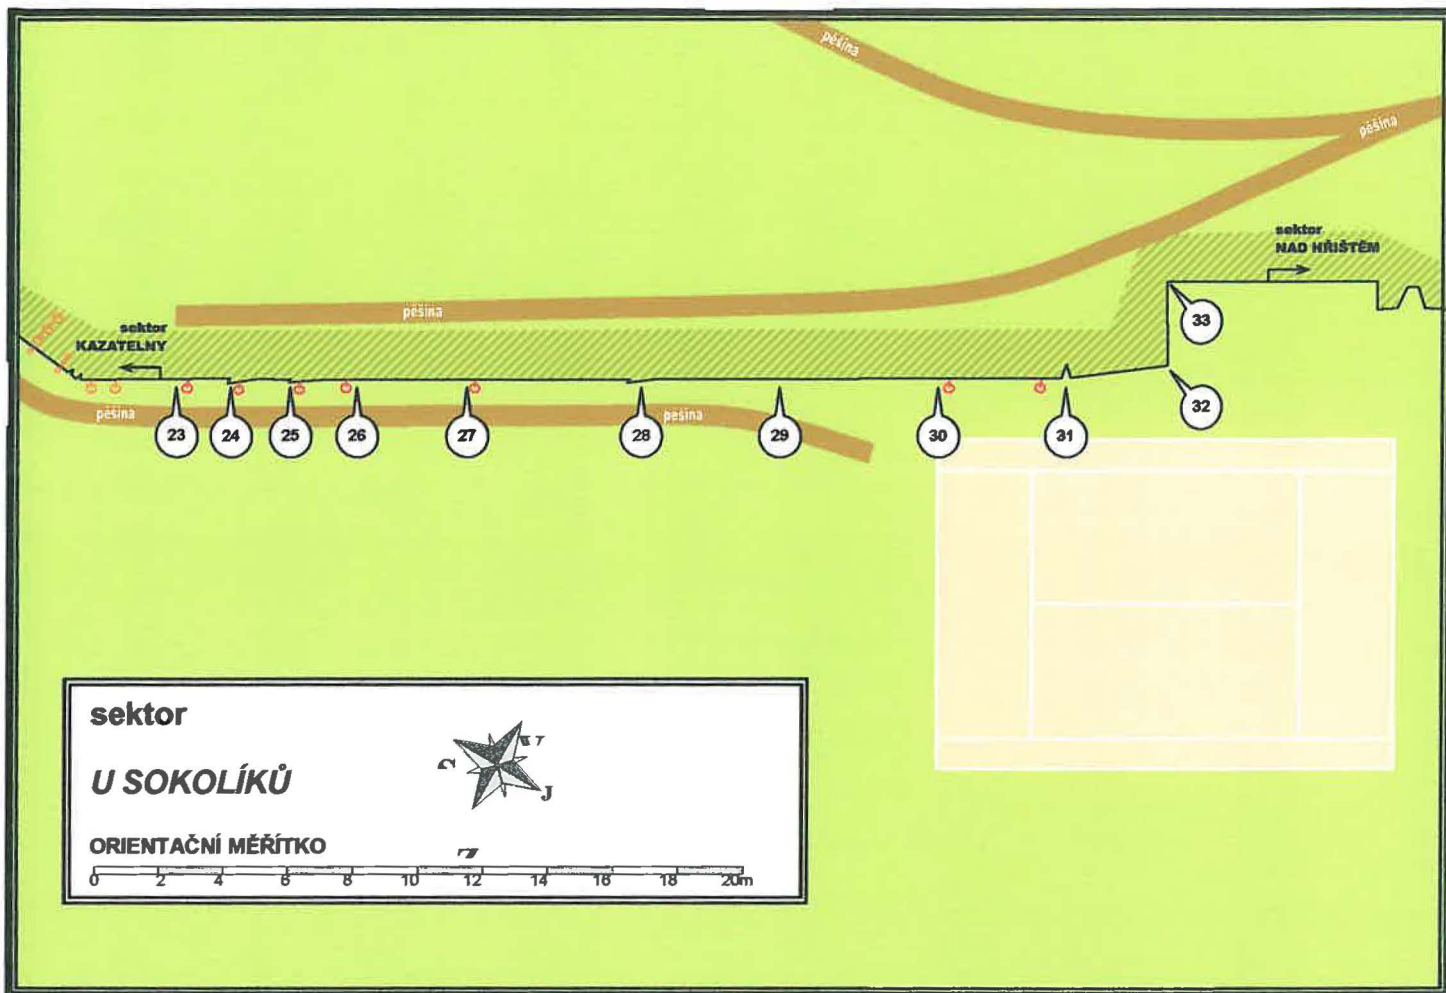 pěšina
pěšina
sektor
NAD HŘIŠTĚM
pěšina
33
sektor
KAZATELNY
pěšina
pěšina
32
23
24
25
26
27
28
29
30
31
sektor
U SOKOLÍKŮ
J
ORIENTAČNÍ MĚŘÍTKO
0 2 4 6 8 10 12 14 16 18 20m